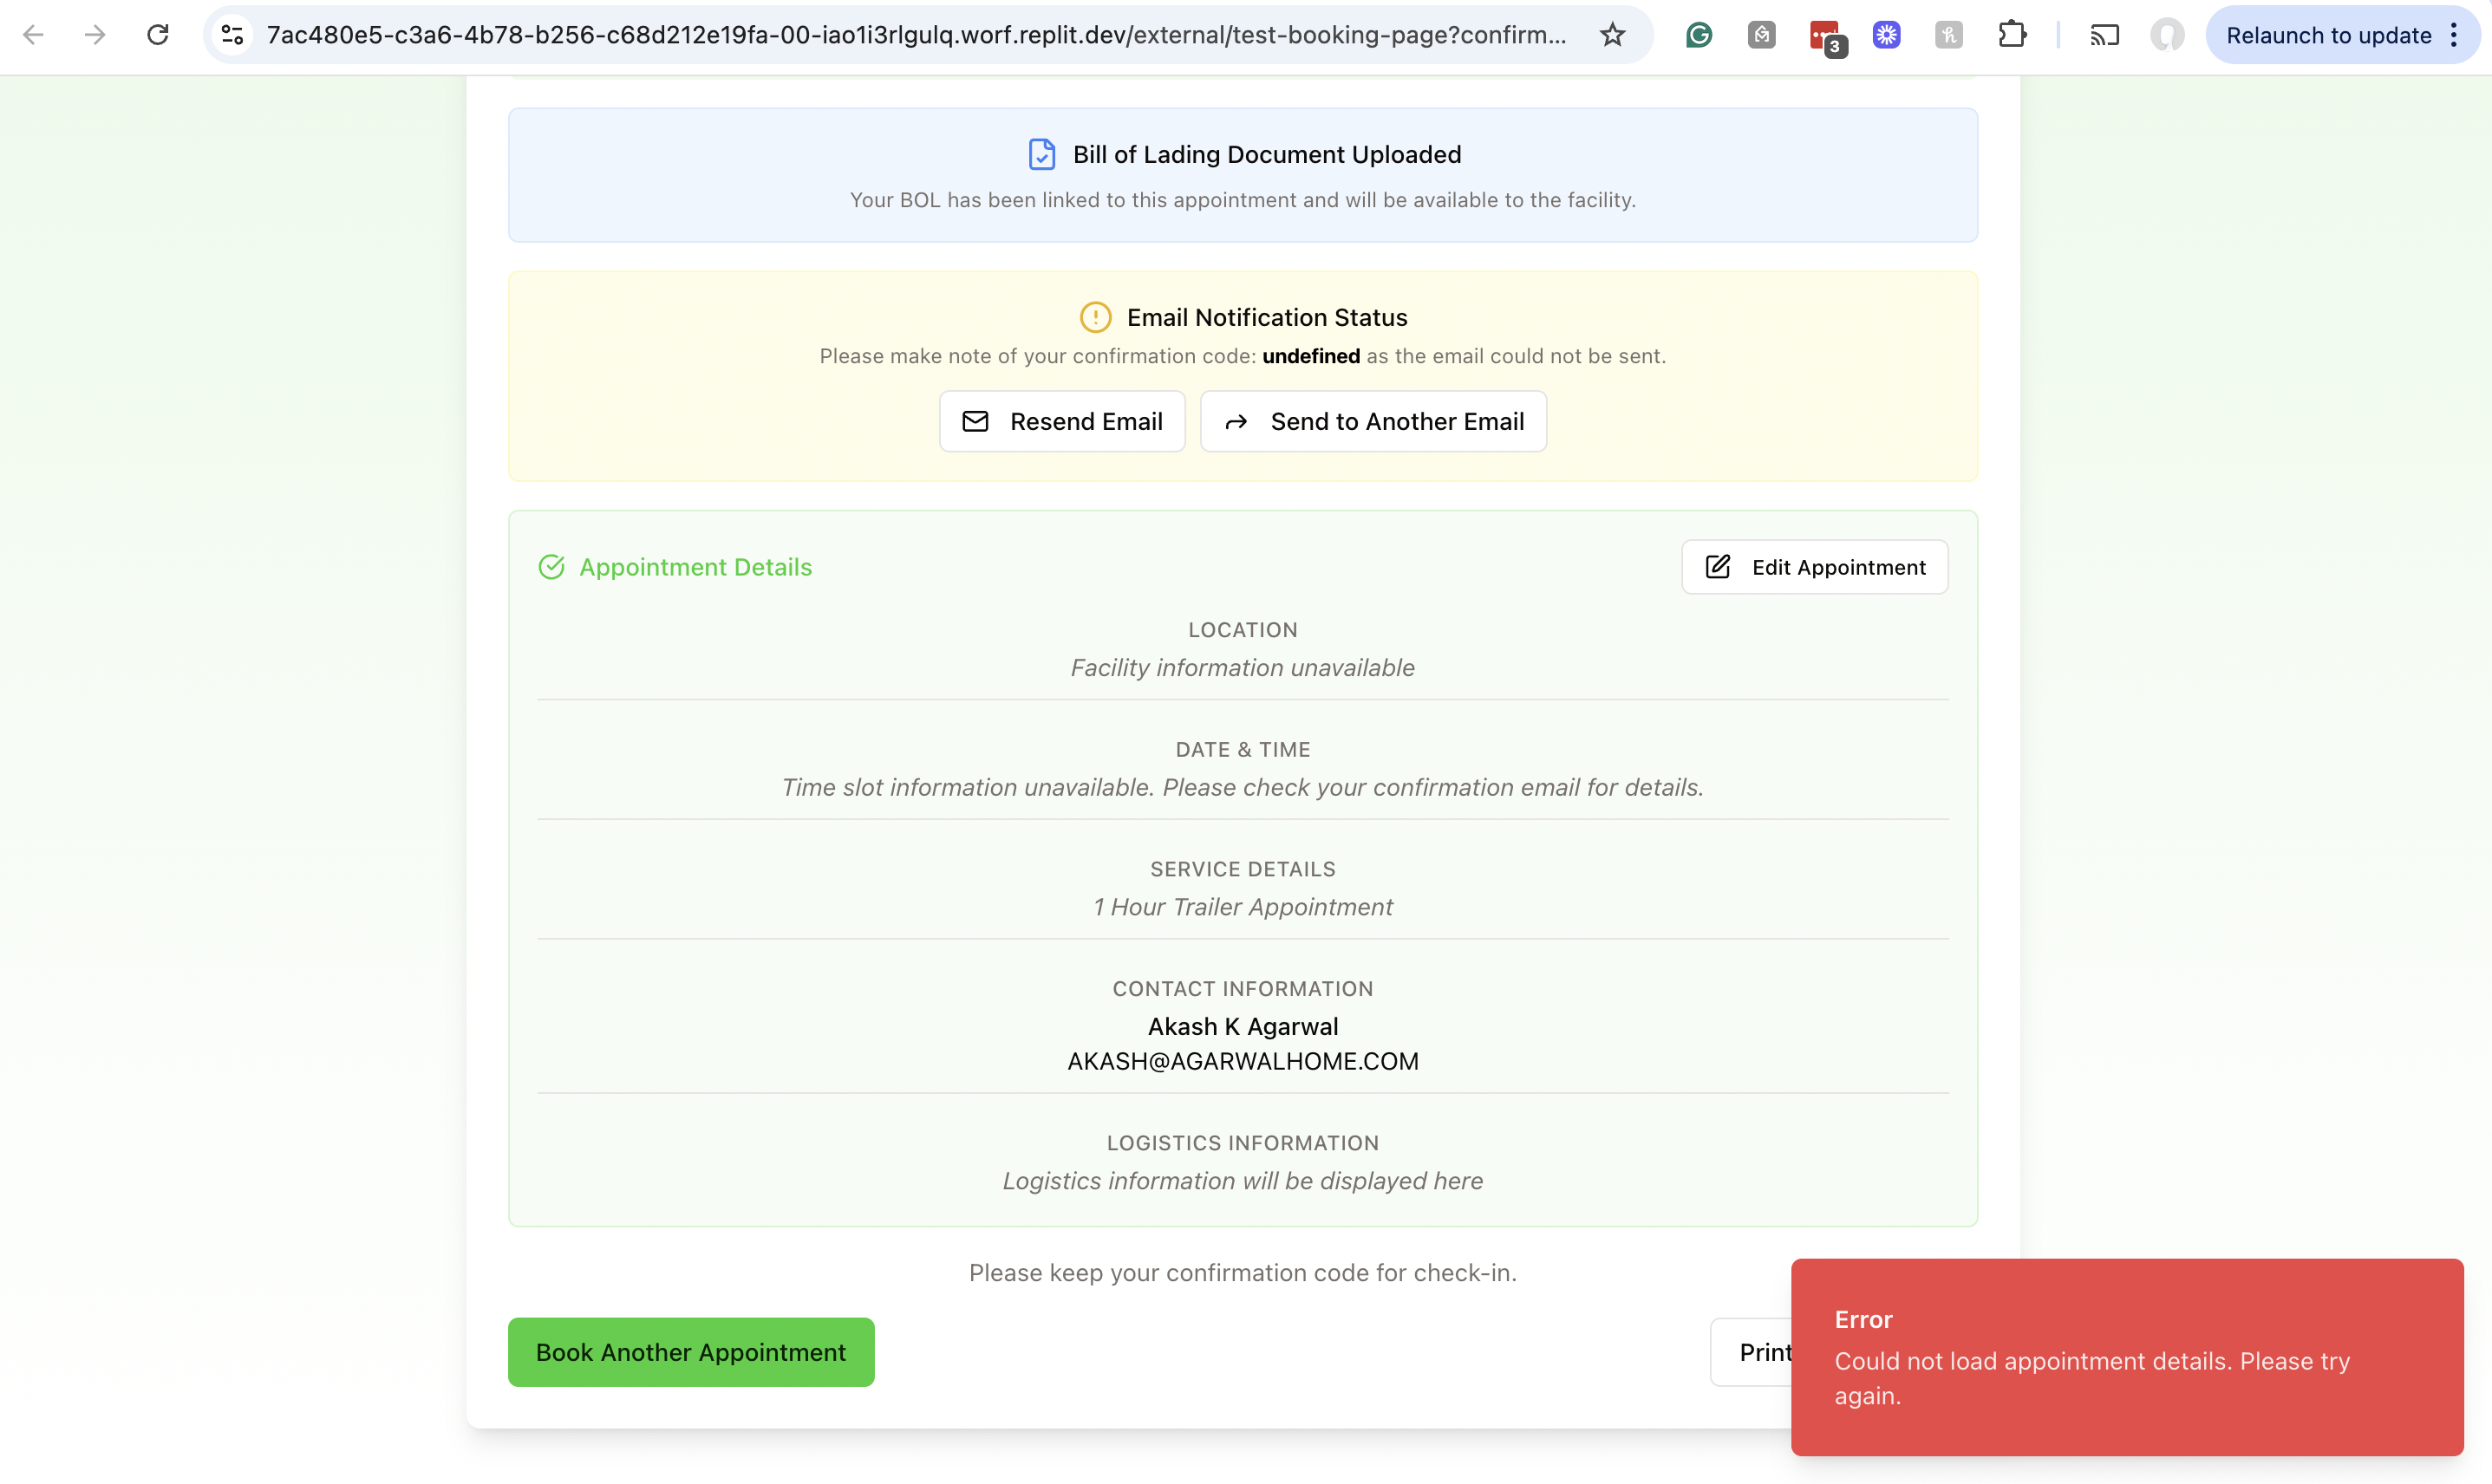 7ac480e5-c3a6-4b78-b256-c68d212e19fa-00-iao1i3rlgulq.worf.replit.dev/external/test-booking-page?confirm...
3
Relaunch to update
Bill of Lading Document Uploaded
Your BOL has been linked to this appointment and will be available to the facility.
Email Notification Status
Please make note of your confirmation code: undefined as the email could not be sent.
Resend Email
Send to Another Email
Appointment Details
Edit Appointment
LOCATION
Facility information unavailable
DATE & TIME
Time slot information unavailable. Please check your confirmation email for details.
SERVICE DETAILS
1 Hour Trailer Appointment
CONTACT INFORMATION
Akash K Agarwal
AKASH@AGARWALHOME.COM
LOGISTICS INFORMATION
Logistics information will be displayed here
Please keep your confirmation code for check-in.
Book Another Appointment
Print
Error
Could not load appointment details. Please try
again.